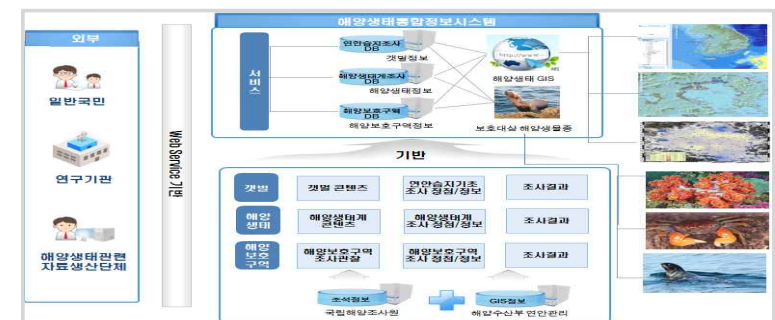 외부
일반국민
연구기관
해양생태관련
자료생산단체
Web Service 기반
해양생태통합정보시스템
서비스
연안습지조사
DB
갯벌정보
해양생태계조사
DB
해양생태정보
해양보호구역
DB
해양보호구역정보
http://www
해양생태 GIS
보호대상 해양생물종
기반
갯벌
갯벌 콘텐츠
연안습지기초
조사 정점/정보
조사결과
해양
생태
해양생태계
콘텐츠
해양생태계
조사 정점/정보
조사결과
해양
보호
구역
해양보호구역
조사관찰
해양보호구역
조사 정점/정보
조사결과
조석정보
국립해양조사원
GIS정보
해양수산부 연안관리